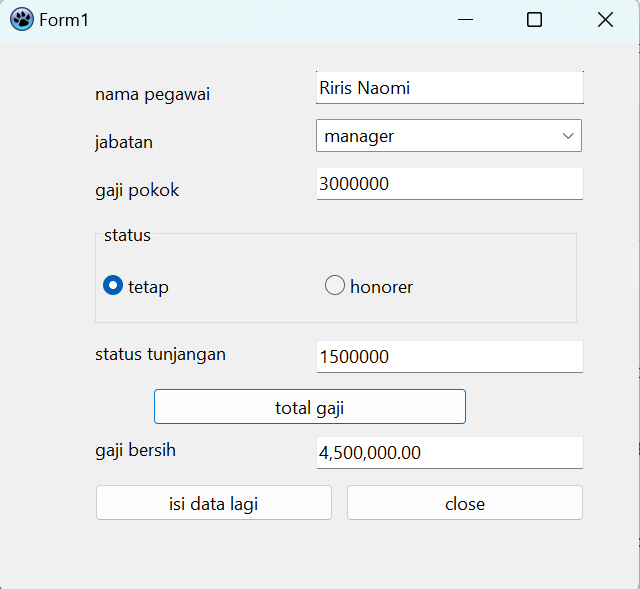 Form1
nama pegawai Riris Naomi
jabatan manager
gaji pokok 3000000
status
tetap honorer
status tunjangan 1500000
total gaji
gaji bersih 4,500,000.00
isi data lagi close